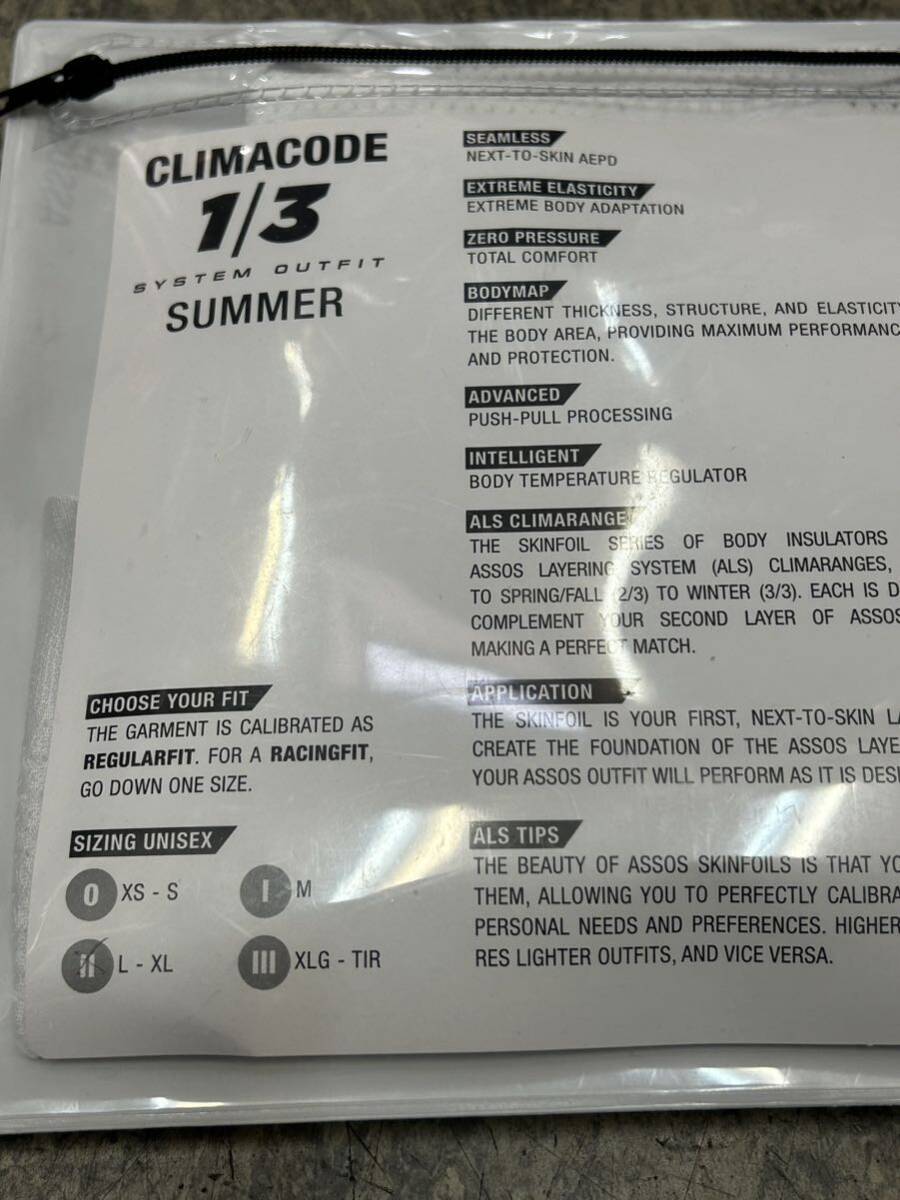 CLIMACODE
1/3
SYSTEM OUTFIT
SUMMER
CHOOSE YOUR FIT
THE GARMENT IS CALIBRATED AS
REGULARFIT. FOR A RACINGFIT,
GO DOWN ONE SIZE.
SIZING UNISEX
0 XS - S I M
II L - XL III XLG - TIR
SEAMLESS
NEXT-TO-SKIN AEPD
EXTREME ELASTICITY
EXTREME BODY ADAPTATION
ZERO PRESSURE
TOTAL COMFORT
BODYMAP
DIFFERENT THICKNESS, STRUCTURE, AND ELASTICITY
THE BODY AREA, PROVIDING MAXIMUM PERFORMANC
AND PROTECTION.
ADVANCED
PUSH-PULL PROCESSING
INTELLIGENT
BODY TEMPERATURE REGULATOR
ALS CLIMARANGE
THE SKINFOIL SERIES OF BODY INSULATORS
ASSOS LAYERING SYSTEM (ALS) CLIMARANGES,
TO SPRING/FALL (2/3) TO WINTER (3/3). EACH IS D
COMPLEMENT YOUR SECOND LAYER OF ASSOS
MAKING A PERFECT MATCH.
APPLICATION
THE SKINFOIL IS YOUR FIRST, NEXT-TO-SKIN LA
CREATE THE FOUNDATION OF THE ASSOS LAYE
YOUR ASSOS OUTFIT WILL PERFORM AS IT IS DESI
ALS TIPS
THE BEAUTY OF ASSOS SKINFOILS IS THAT YO
THEM, ALLOWING YOU TO PERFECTLY CALIBRA
PERSONAL NEEDS AND PREFERENCES. HIGHER
RES LIGHTER OUTFITS, AND VICE VERSA.